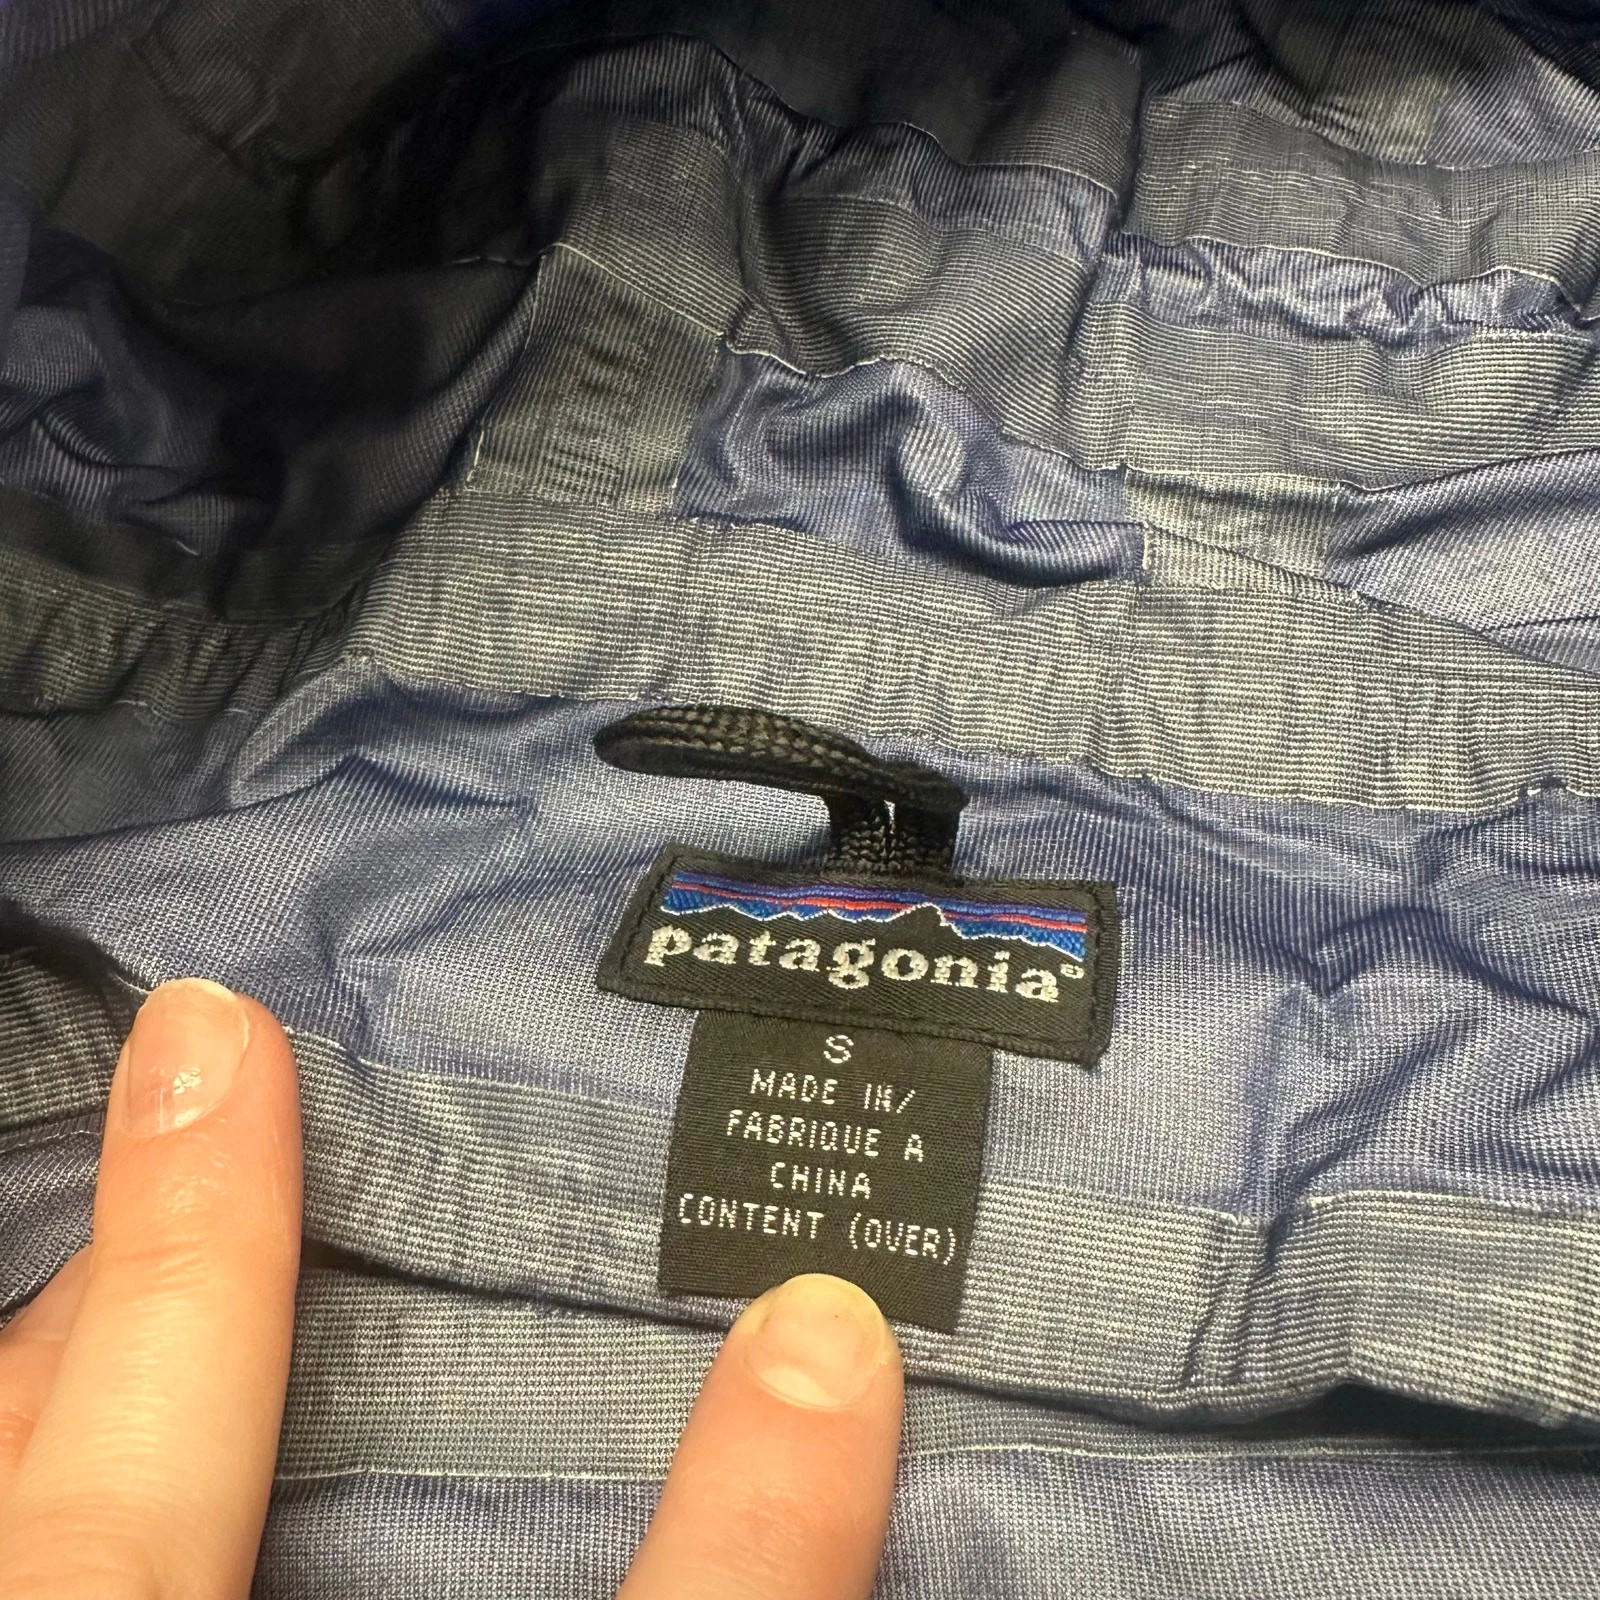 patagonia®
S
MADE IN/
FABRIQUE A
CHINA
CONTENT (OVER)